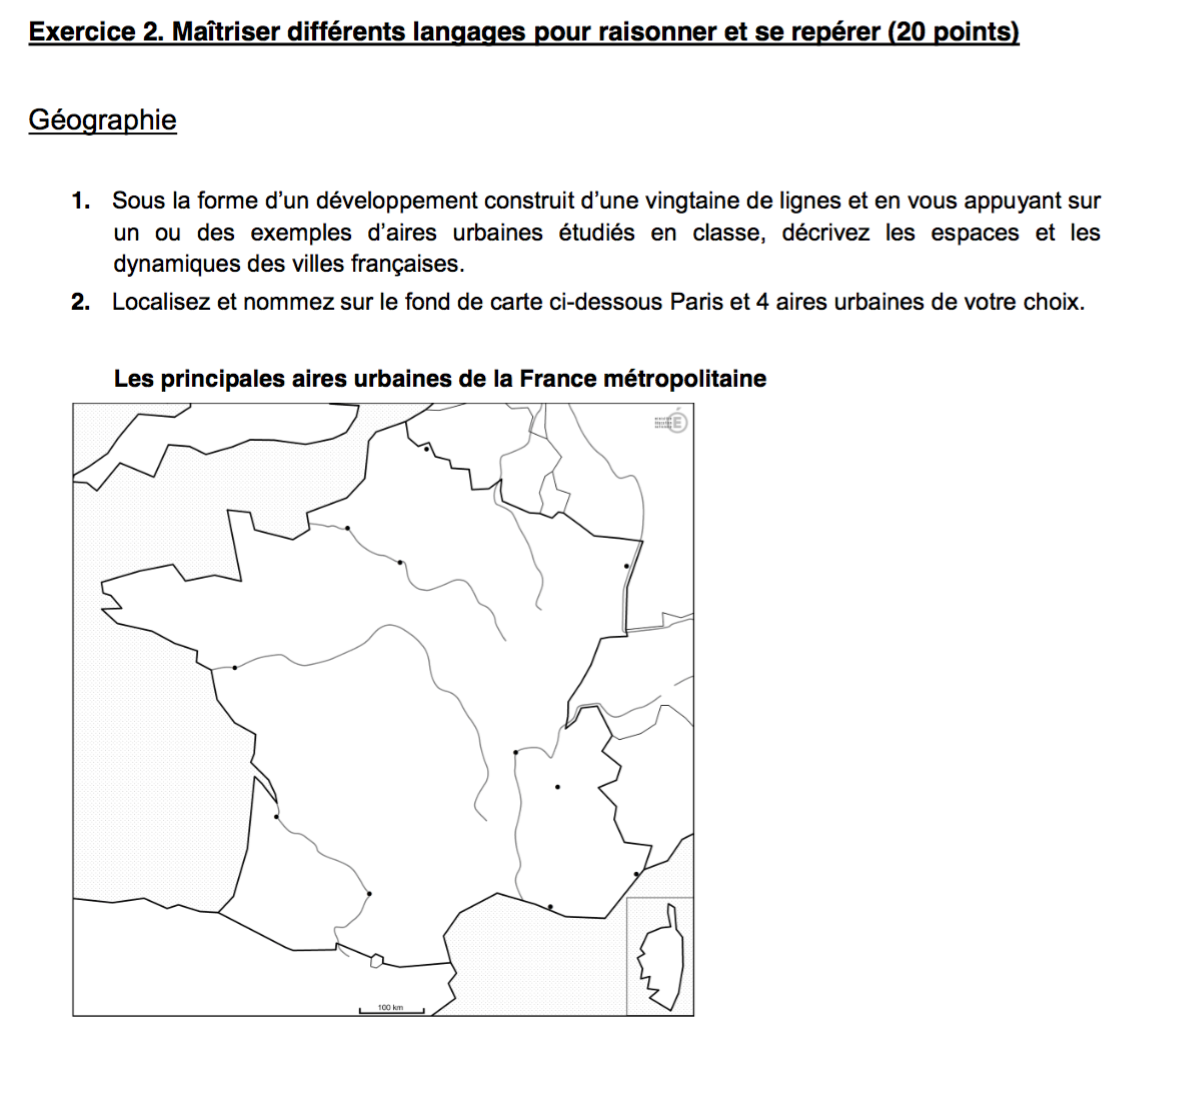 Exercice 2. Maîtriser différents langages pour raisonner et se repérer (20 points)
Géographie
1. Sous la forme d'un développement construit d'une vingtaine de lignes et en vous appuyant sur
un ou des exemples d'aires urbaines étudiés en classe, décrivez les espaces et les
dynamiques des villes françaises.
2. Localisez et nommez sur le fond de carte ci-dessous Paris et 4 aires urbaines de votre choix.
Les principales aires urbaines de la France métropolitaine
É
100 km